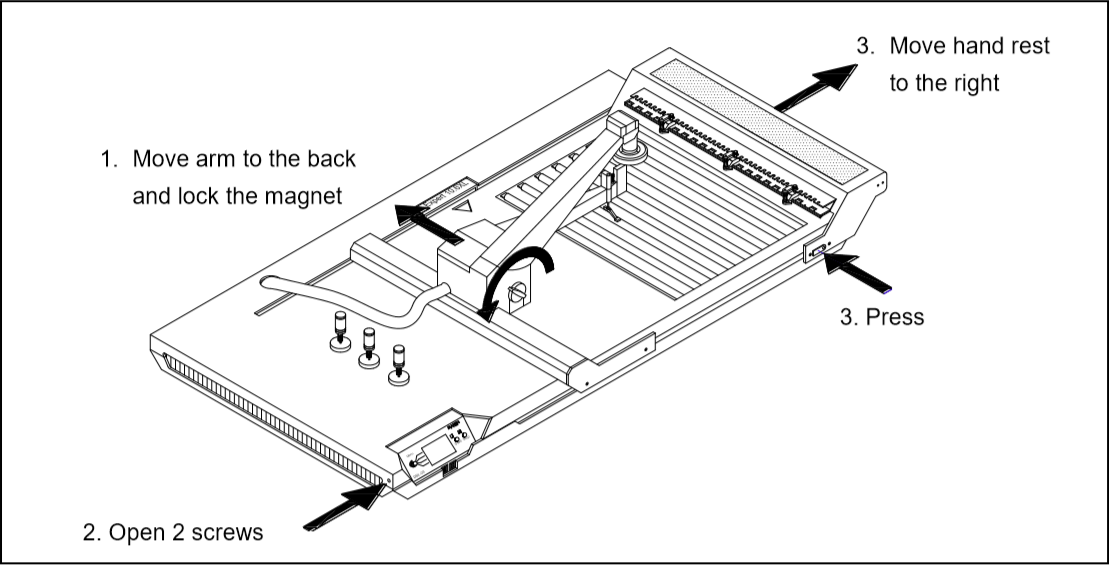 3. Move hand rest
to the right
1. Move arm to the back
and lock the magnet
3. Press
2. Open 2 screws